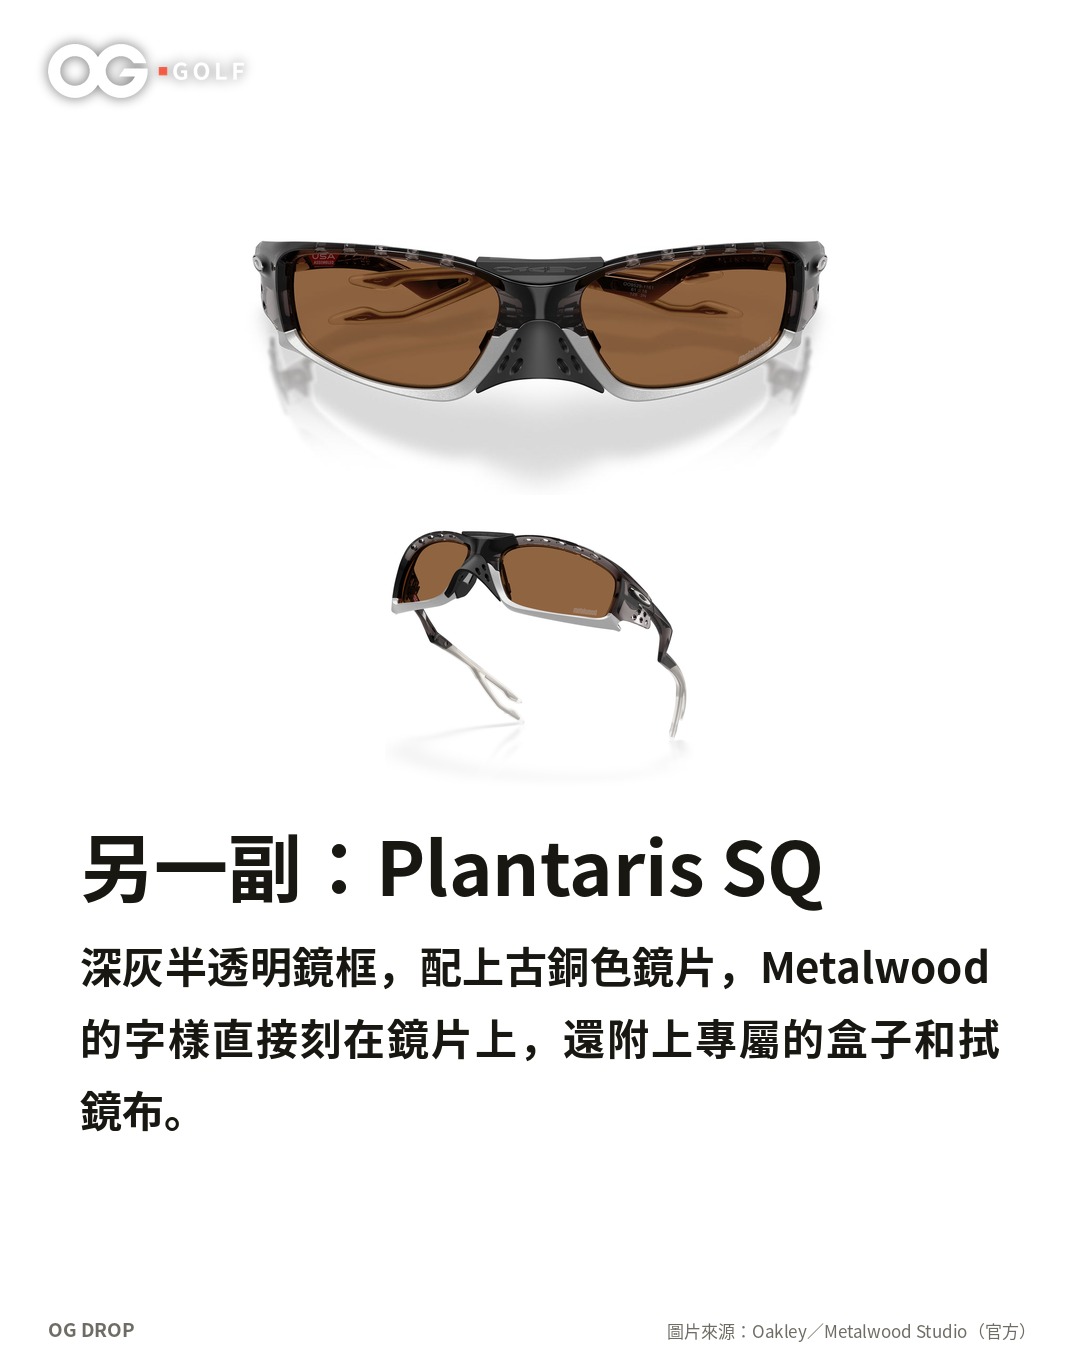 OG GOLF
USA
另一副：Plantaris SQ
深灰半透明鏡框，配上古銅色鏡片，Metalwood
的字樣直接刻在鏡片上，還附上專屬的盒子和拭
鏡布。
OG DROP
圖片來源：Oakley／Metalwood Studio（官方）